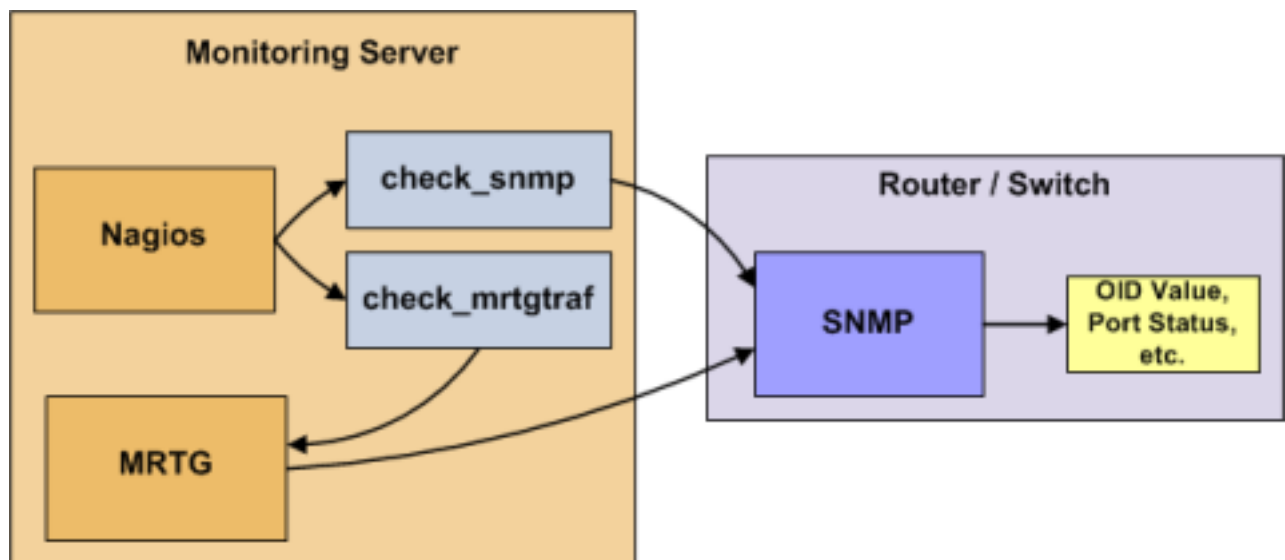 Monitoring Server
check_snmp
Nagios
check_mrtgtraf
MRTG
Router / Switch
SNMP
OID Value,
Port Status,
etc.